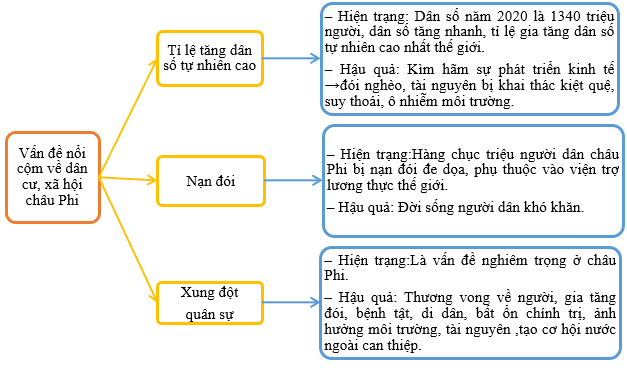 Vấn đề nổi
cộm về dân
cư, xã hội
châu Phi
Tỉ lệ tăng dân
số tự nhiên cao
– Hiện trạng: Dân số năm 2020 là 1340 triệu
người, dân số tăng nhanh, tỉ lệ gia tăng dân số
tự nhiên cao nhất thế giới.
– Hậu quả: Kìm hãm sự phát triển kinh tế
→đói nghèo, tài nguyên bị khai thác kiệt quệ,
suy thoái, ô nhiễm môi trường.
Nạn đói
– Hiện trạng:Hàng chục triệu người dân châu
Phi bị nạn đói đe dọa, phụ thuộc vào viện trợ
lương thực thế giới.
– Hậu quả: Đời sống người dân khó khăn.
Xung đột
quân sự
– Hiện trạng:Là vấn đề nghiêm trọng ở châu
Phi.
– Hậu quả: Thương vong về người, gia tăng
đói, bệnh tật, di dân, bất ổn chính trị, ảnh
hưởng môi trường, tài nguyên ,tạo cơ hội nước
ngoài can thiệp.